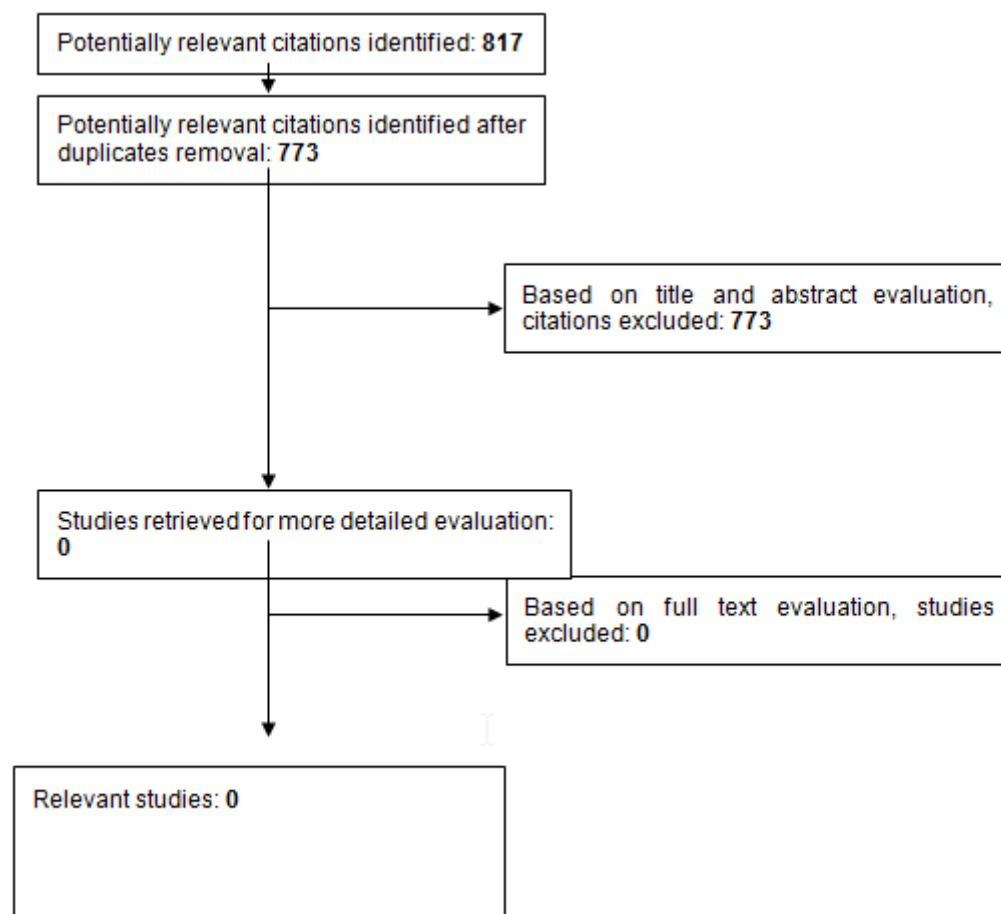 Potentially relevant citations identified: 817
Potentially relevant citations identified after
duplicates removal: 773
Based on title and abstract evaluation,
citations excluded: 773
Studies retrieved for more detailed evaluation:
0
Based on full text evaluation, studies
excluded: 0
Relevant studies: 0